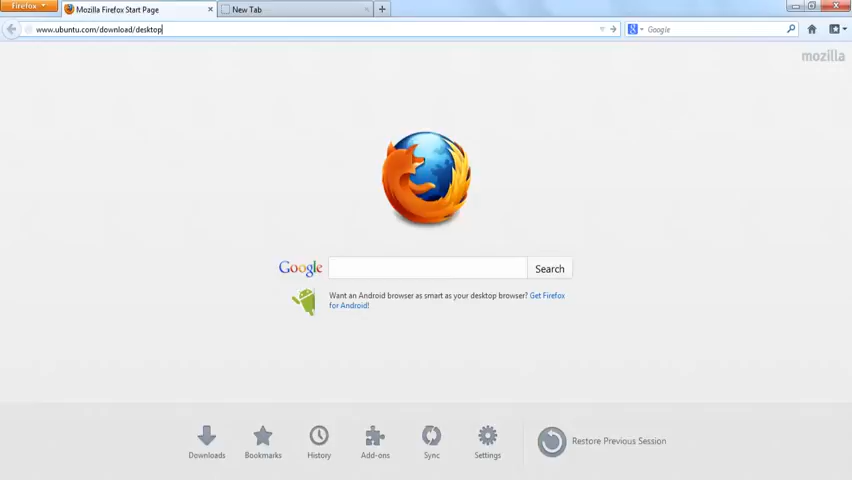 Firefox
Mozilla Firefox Start Page
New Tab
www.ubuntu.com/download/desktop
Google
mozilla
Google
Search
Want an Android browser as smart as your desktop browser? Get Firefox
for Android!
Downloads
Bookmarks
History
Add-ons
Sync
Settings
Restore Previous Session